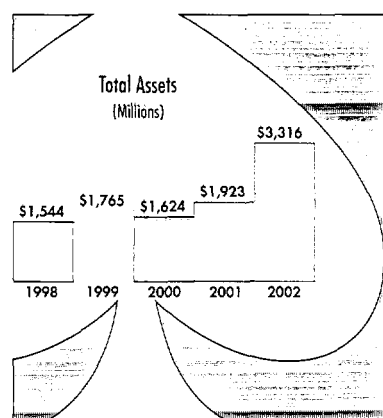 Total Assets
(Millions)
$3,316
$1,923
$1,765
$1,624
$1,544
1998 1999 2000 2001 2002